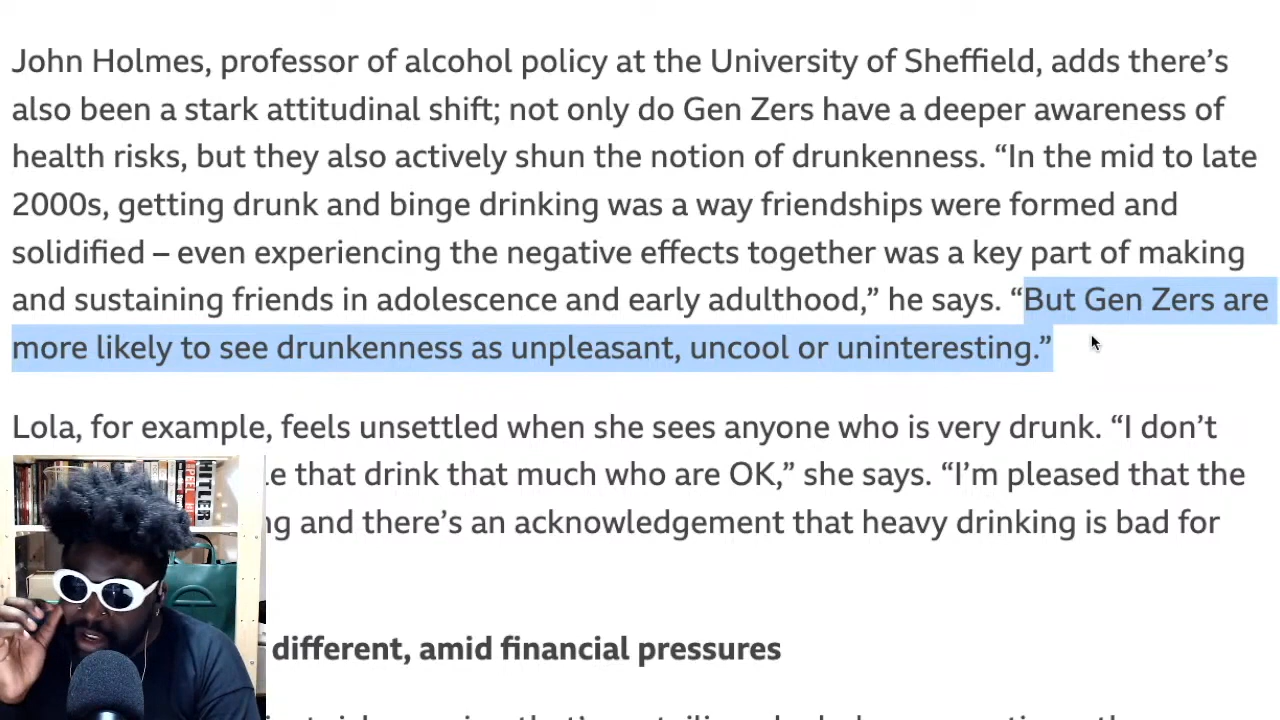 John Holmes, professor of alcohol policy at the University of Sheffield, adds there’s
also been a stark attitudinal shift; not only do Gen Zers have a deeper awareness of
health risks, but they also actively shun the notion of drunkenness. “In the mid to late
2000s, getting drunk and binge drinking was a way friendships were formed and
solidified – even experiencing the negative effects together was a key part of making
and sustaining friends in adolescence and early adulthood,” he says. “But Gen Zers are
more likely to see drunkenness as unpleasant, uncool or uninteresting.”
Lola, for example, feels unsettled when she sees anyone who is very drunk. “I don’t
that drink that much who are OK,” she says. “I’m pleased that the
and there’s an acknowledgement that heavy drinking is bad for
different, amid financial pressures
HITLER